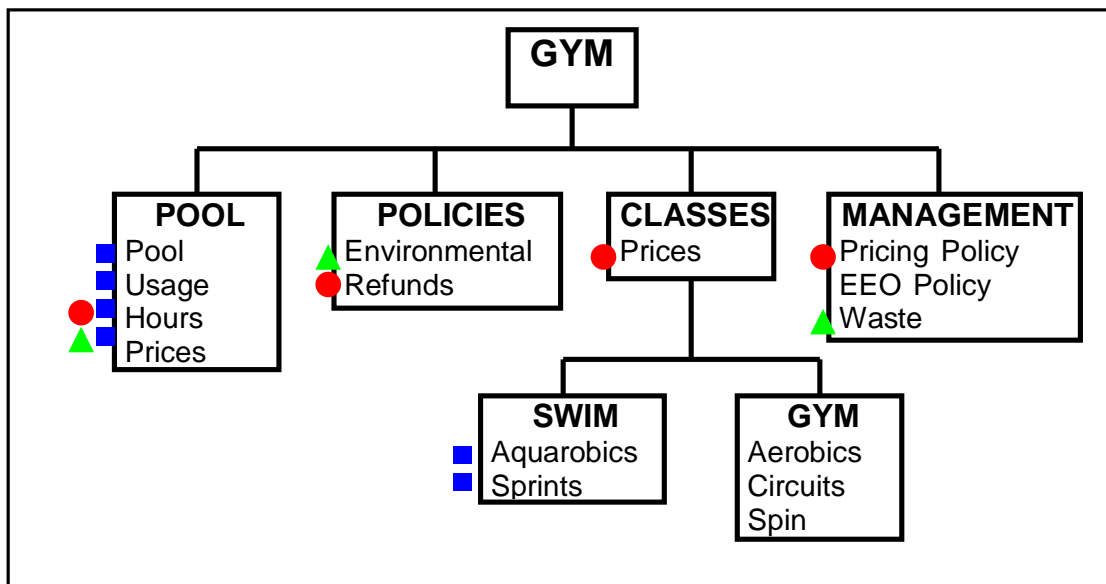 GYM
POOL
Pool
Usage
Hours
Prices
POLICIES
Environmental
Refunds
CLASSES
Prices
MANAGEMENT
Pricing Policy
EEO Policy
Waste
SWIM
Aquarobics
Sprints
GYM
Aerobics
Circuits
Spin